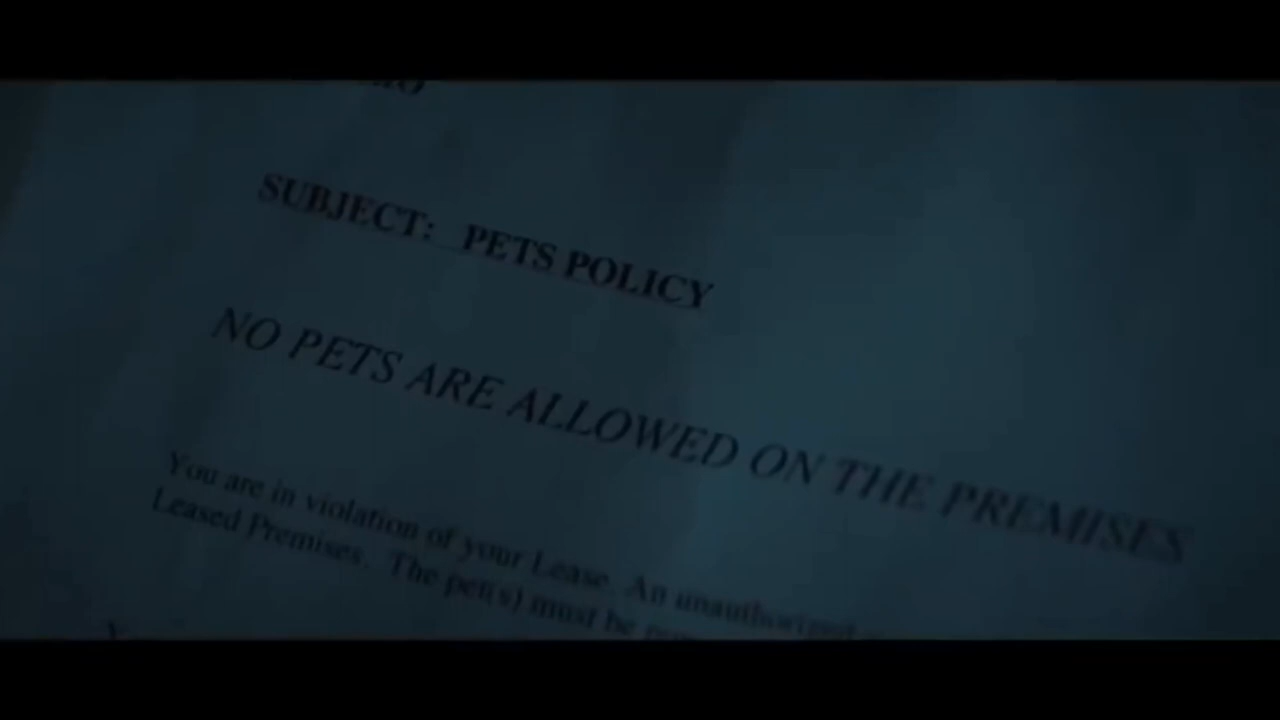 SUBJECT: PETS POLICY
NO PETS ARE ALLOWED ON THE PREMISES
You are in violation of your Lease. An unauthorized
Leased Premises. The pet(s) must be